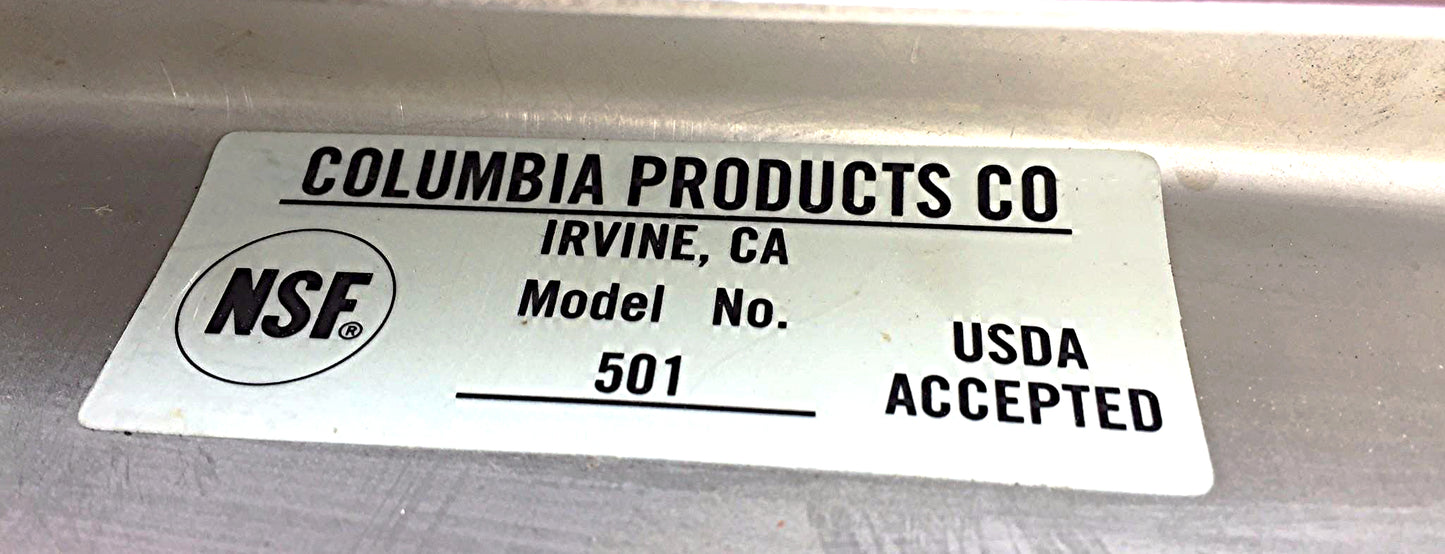 COLUMBIA PRODUCTS CO
IRVINE, CA
NSF®
Model No.
501
USDA
ACCEPTED